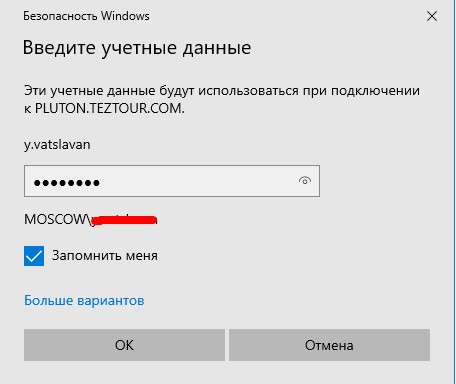 Безопасность Windows
Введите учетные данные
Эти учетные данные будут использоваться при подключении
к PLUTON.TEZTOUR.COM.
y.vatslavan
••••••••
MOSCOW\
Запомнить меня
Больше вариантов
OK
Отмена